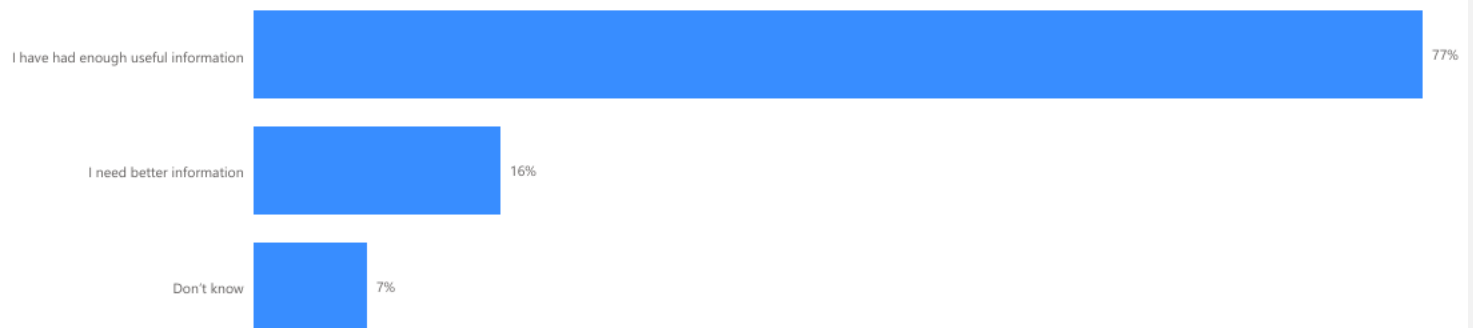 I have had enough useful information
77%
I need better information
16%
Don't know
7%